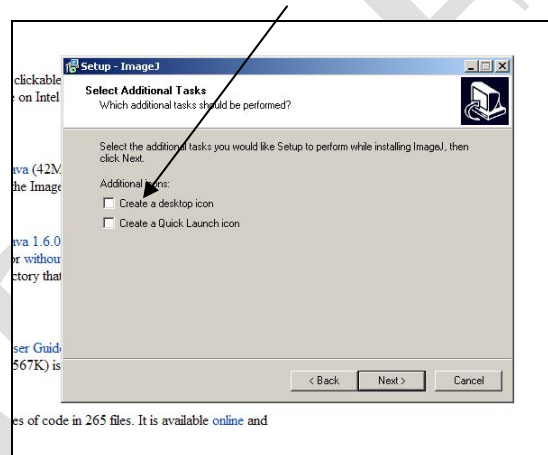 Setup - ImageJ
Select Additional Tasks
Which additional tasks should be performed?
Select the additional tasks you would like Setup to perform while installing ImageJ, then
click Next.
Additional icons:
Create a desktop icon
Create a Quick Launch icon
< Back
Next >
Cancel
clickable
on Intel
(42M
the Image
1.6.0
or without
ctory that
ser Guide
567K) is
es of code in 265 files. It is available online and